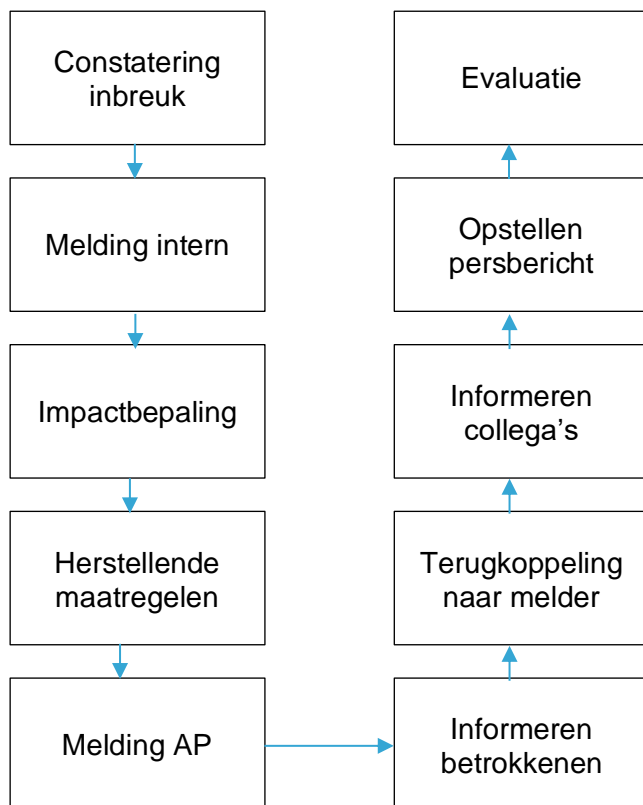 Constatering
inbreuk
Melding intern
Impactbepaling
Herstellende
maatregelen
Melding AP
Informeren
betrokkenen
Terugkoppeling
naar melder
Informeren
collega’s
Opstellen
persbericht
Evaluatie